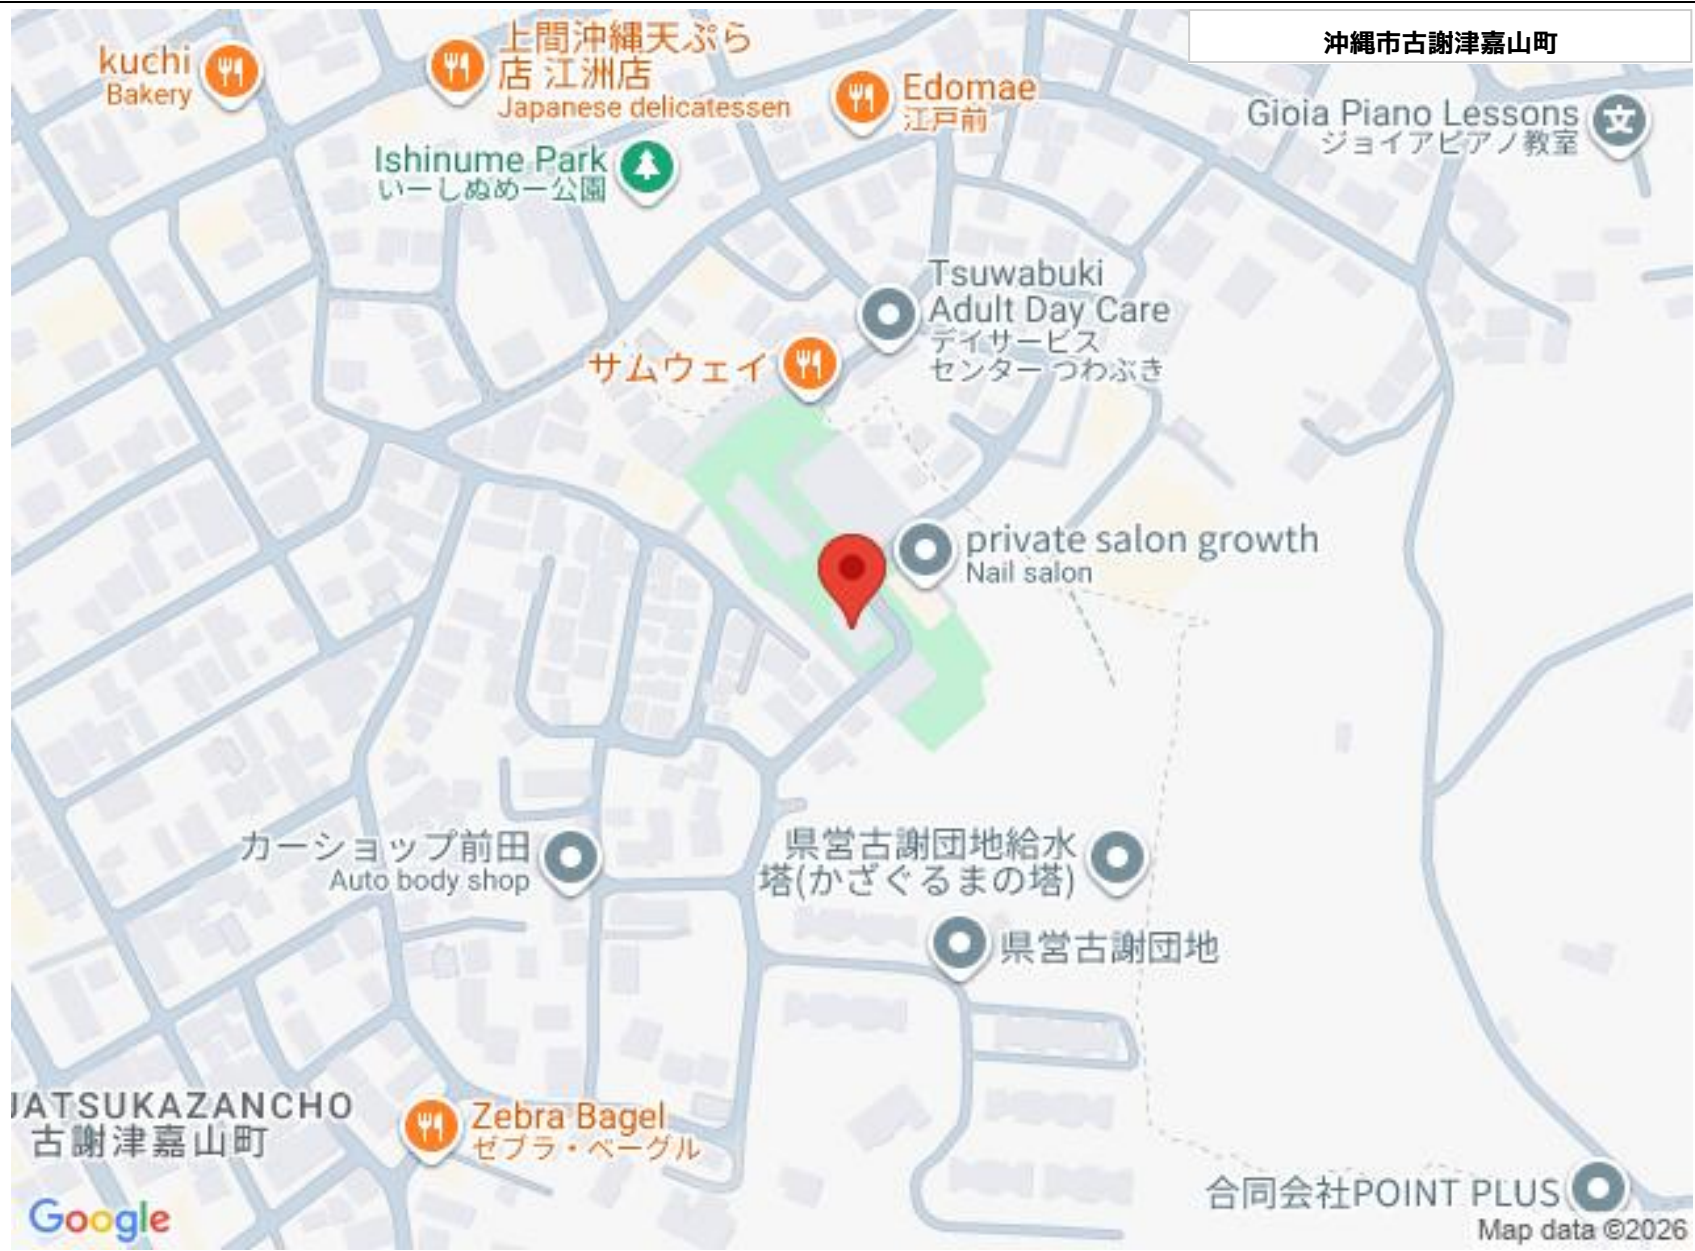 沖縄市古謝津嘉山町
kuchi
Bakery
上間沖縄天ぷら
店 江洲店
Japanese delicatessen
Edomae
江戸前
Gioia Piano Lessons
ジョイアピアノ教室
文
Ishinume Park
いーしぬめー公園
Tsuwabuki
Adult Day Care
デイサービス
センター つわぶき
サムウェイ
private salon growth
Nail salon
カーショップ前田
Auto body shop
県営古謝団地給水
塔(かざぐるまの塔)
県営古謝団地
JATSUKAZANCHO
古謝津嘉山町
Zebra Bagel
ゼブラ・ベーグル
合同会社POINT PLUS
Google
Map data ©2026